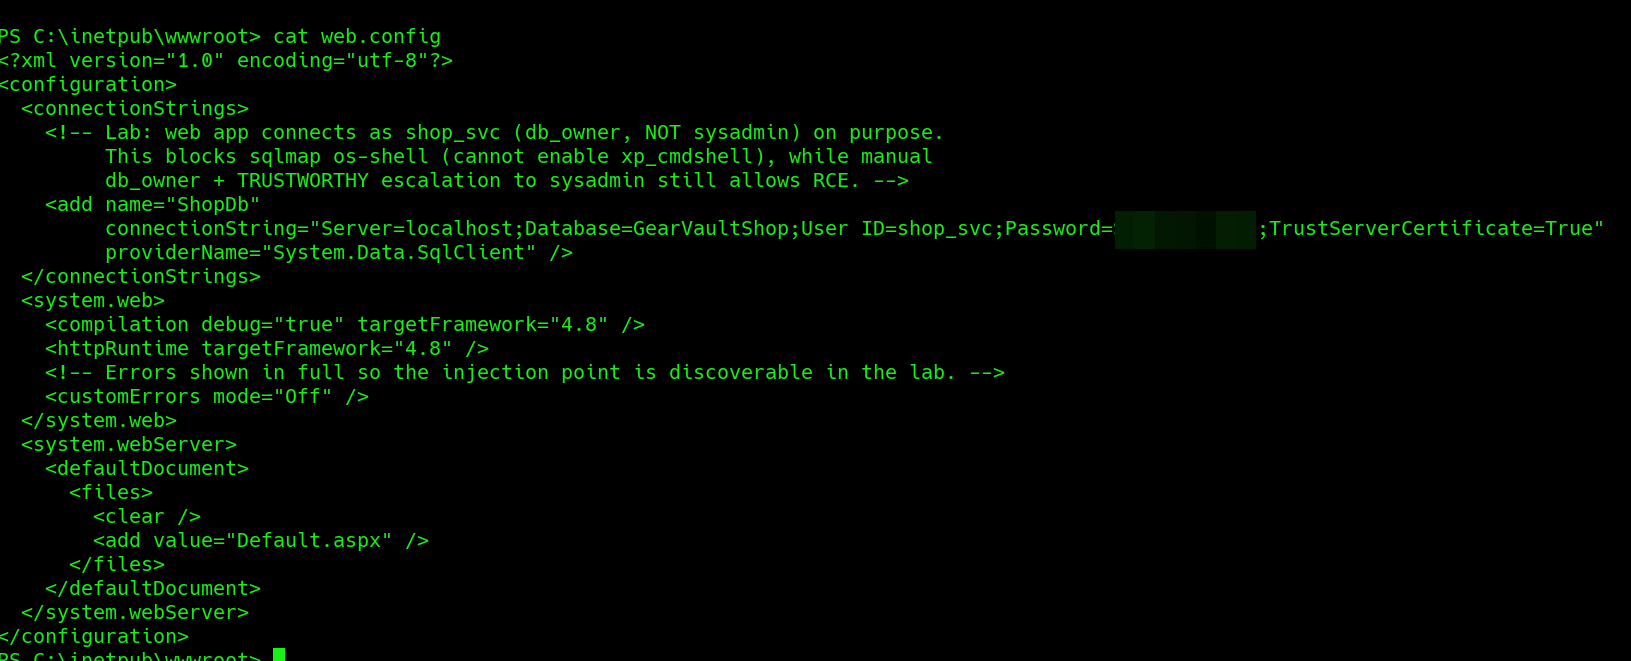 PS C:\inetpub\wwwroot> cat web.config
<?xml version="1.0" encoding="utf-8"?>
<configuration>
  <connectionStrings>
    <!-- Lab: web app connects as shop_svc (db_owner, NOT sysadmin) on purpose.
         This blocks sqlmap os-shell (cannot enable xp_cmdshell), while manual
         db_owner + TRUSTWORTHY escalation to sysadmin still allows RCE. -->
    <add name="ShopDb"
         connectionString="Server=localhost;Database=GearVaultShop;User ID=shop_svc;Password= ;TrustServerCertificate=True"
         providerName="System.Data.SqlClient" />
  </connectionStrings>
  <system.web>
    <compilation debug="true" targetFramework="4.8" />
    <httpRuntime targetFramework="4.8" />
    <!-- Errors shown in full so the injection point is discoverable in the lab. -->
    <customErrors mode="Off" />
  </system.web>
  <system.webServer>
    <defaultDocument>
      <files>
        <clear />
        <add value="Default.aspx" />
      </files>
    </defaultDocument>
  </system.webServer>
</configuration>
PS C:\inetpub\wwwroot>